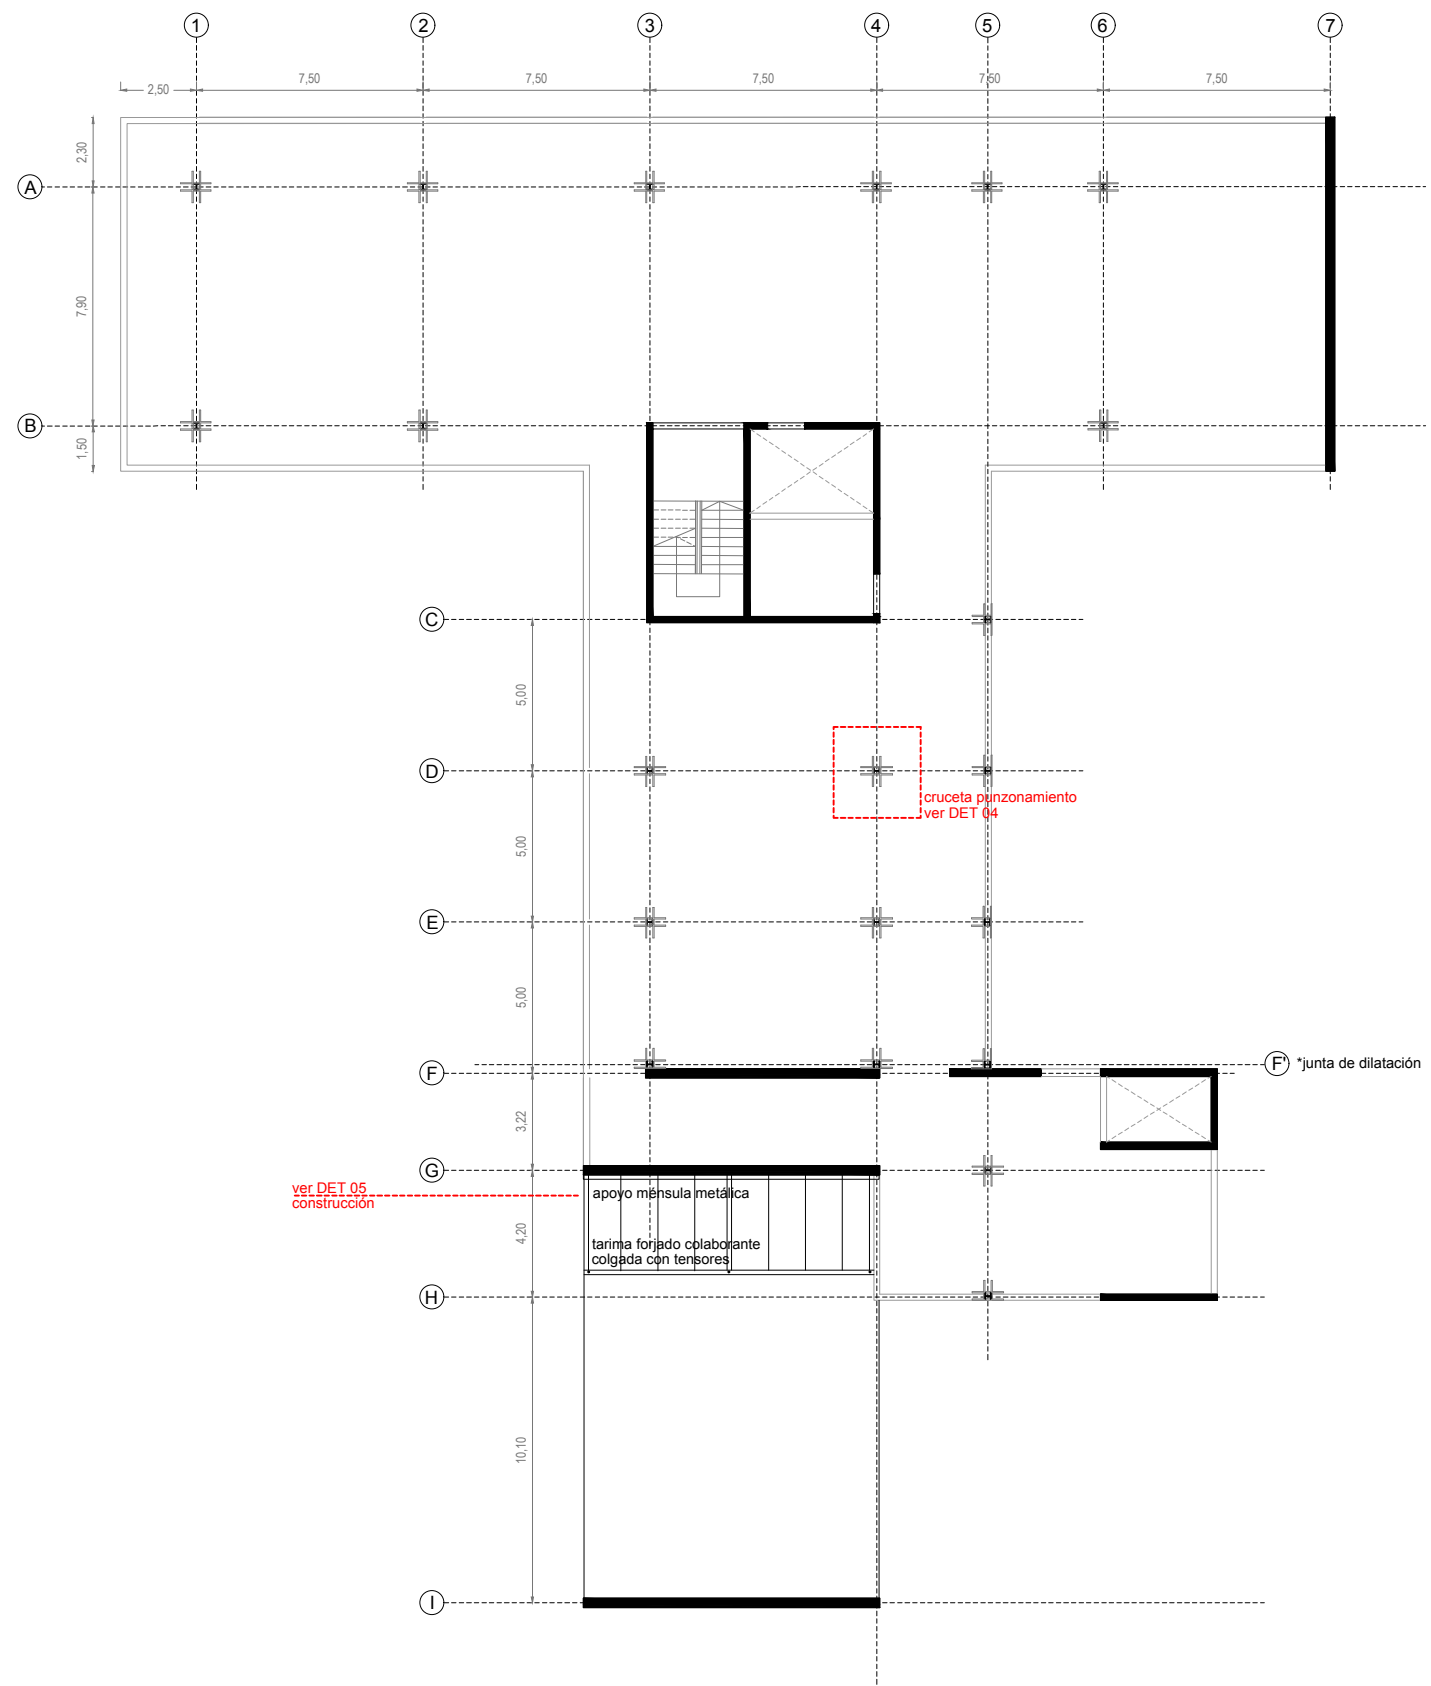 1 2 3 4 5 6 7
2,50 7,50 7,50 7,50 7,50 7,50
2,30
A
7,90
B
1,50
C
5,00
D
cruceta punzonamiento
ver DET 04
5,00
E
5,00
F' *junta de dilatación
F
3,22
G
ver DET 05
construcción
apoyo ménsula metálica
4,20
tarima forjado colaborante
colgada con tensores
H
10,10
I